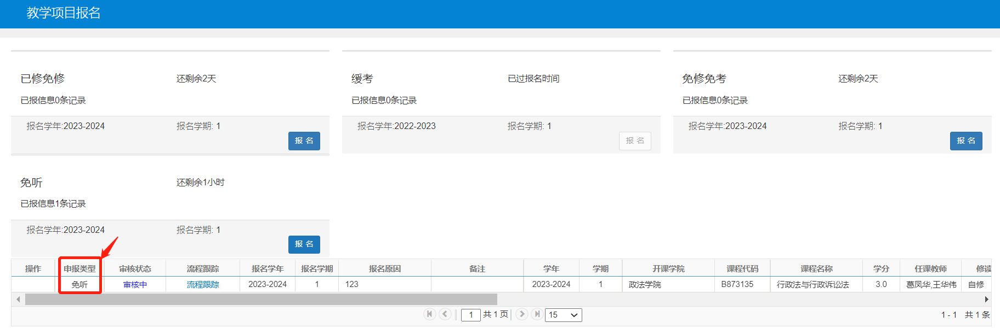 教学项目报名
已修免修 还剩余2天
已报信息0条记录
报名学年:2023-2024 报名学期: 1
报 名
缓考 已过报名时间
已报信息0条记录
报名学年:2022-2023 报名学期: 1
报 名
免修免考 还剩余2天
已报信息0条记录
报名学年:2023-2024 报名学期: 1
报 名
免听 还剩余1小时
已报信息1条记录
报名学年:2023-2024 报名学期: 1
报 名
操作 申报类型 审核状态 流程跟踪 报名学年 报名学期 报名原因 备注 学年 学期 开课学院 课程代码 课程名称 学分 任课教师 修读
免听 审核中 流程跟踪 2023-2024 1 123 2023-2024 1 政法学院 B873135 行政法与行政诉讼法 3.0 葛凤华,王华伟 自修
1 共 1 页 15 1 - 1 共 1 条